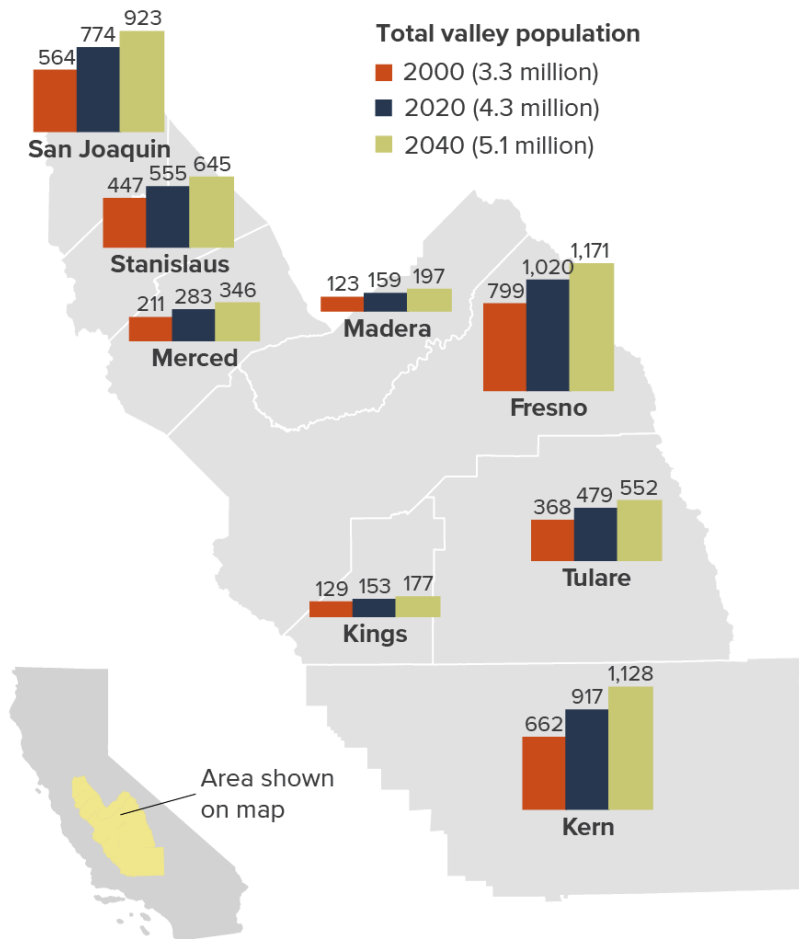 Total valley population
2000 (3.3 million)
2020 (4.3 million)
2040 (5.1 million)
564 774 923
San Joaquin
447 555 645
Stanislaus
211 283 346
Merced
123 159 197
Madera
799 1,020 1,171
Fresno
368 479 552
Tulare
129 153 177
Kings
662 917 1,128
Kern
Area shown
on map